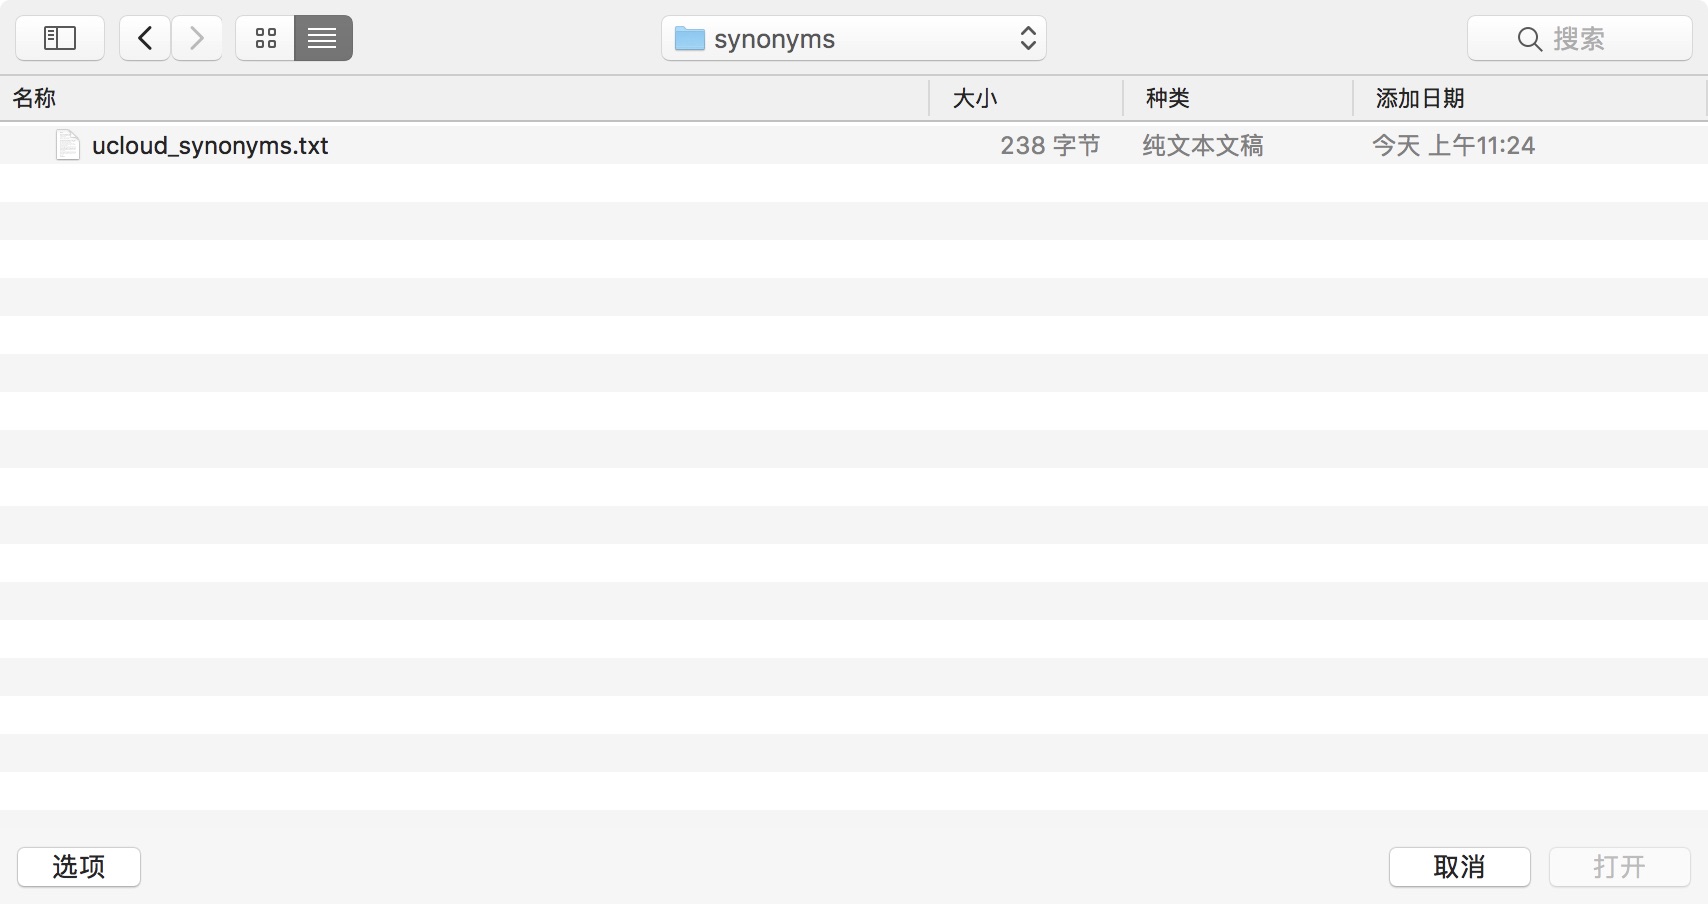 synonyms
搜索
名称 大小 种类 添加日期
ucloud_synonyms.txt 238 字节 纯文本文稿 今天 上午11:24
选项 取消 打开